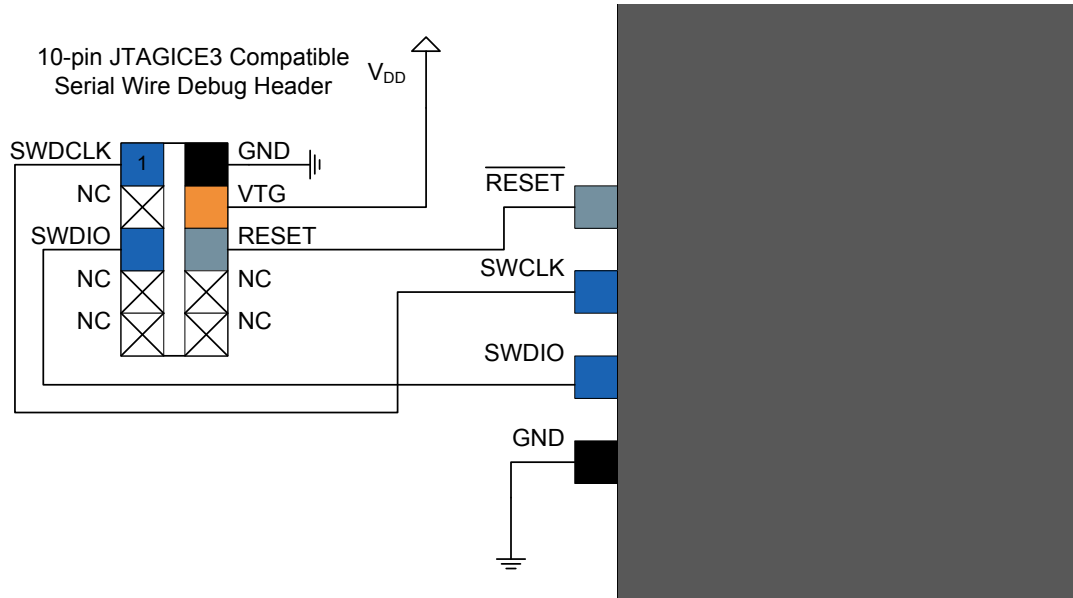 10-pin JTAGICE3 Compatible
Serial Wire Debug Header
VDD
SWDCLK
1
GND
NC
VTG
SWDIO
RESET
NC
NC
NC
NC
RESET
SWCLK
SWDIO
GND